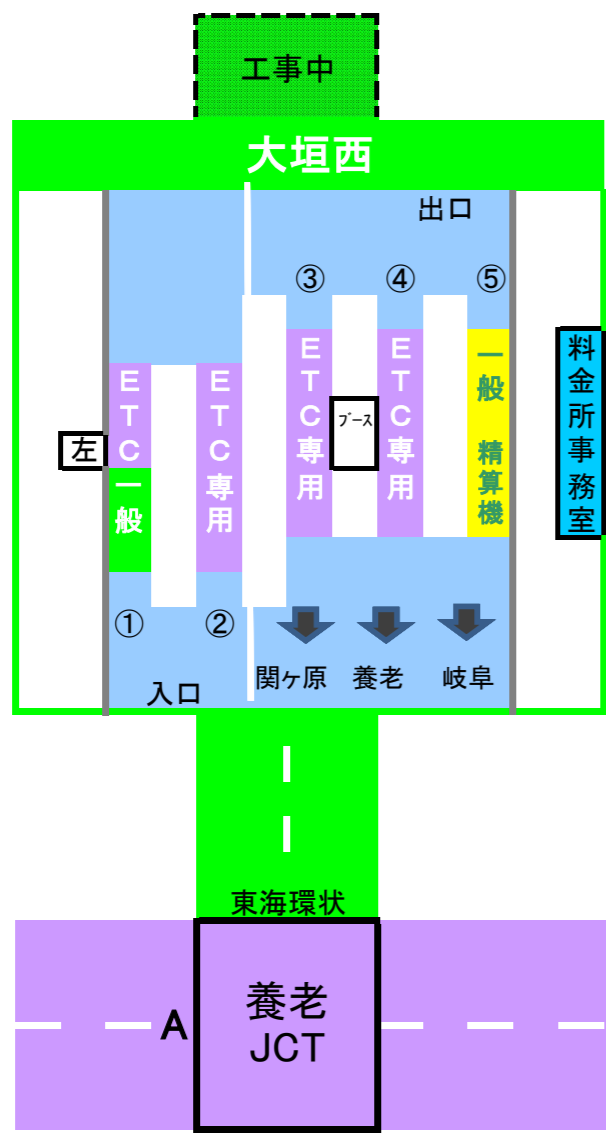 工事中
大垣西
出口
③
④
⑤
ETC
一般
ETC専用
ETC専用
ETC専用
一般 精算機
左
ブース
料金所事務室
①
②
入口
関ヶ原
養老
岐阜
東海環状
A
養老
JCT